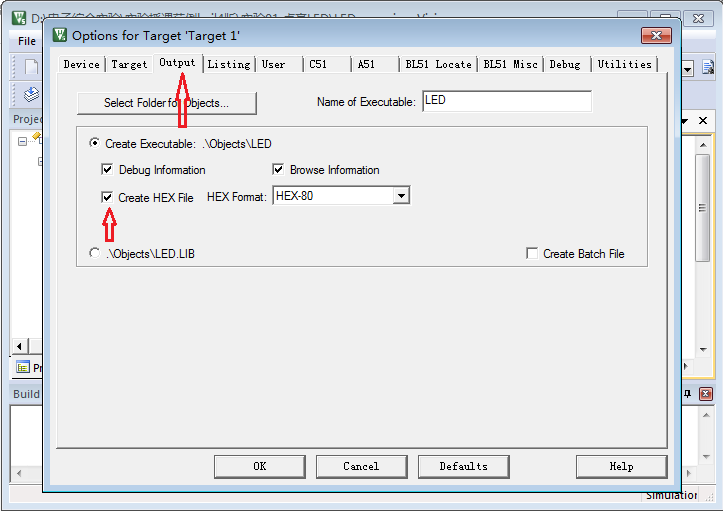 Options for Target 'Target 1'
File
Device Target Output Listing User C51 A51 BL51 Locate BL51 Misc Debug Utilities
Select Folder for Objects... Name of Executable: LED
Create Executable: .\Objects\LED
Debug Information Browse Information
Create HEX File HEX Format: HEX-80
.\Objects\LED.LIB Create Batch File
Build
OK Cancel Defaults Help
Simulation